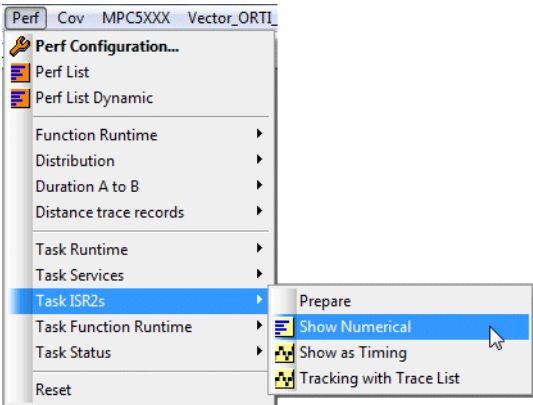 Perf Cov MPC5XXX Vector_ORTI_
Perf Configuration...
Perf List
Perf List Dynamic
Function Runtime
Distribution
Duration A to B
Distance trace records
Task Runtime
Task Services
Task ISR2s
Prepare
Show Numerical
Task Function Runtime
Show as Timing
Task Status
Tracking with Trace List
Reset